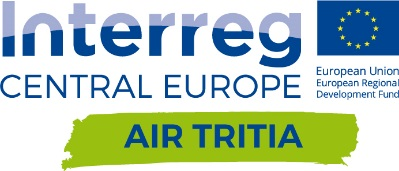 Interreg
CENTRAL EUROPE
European Union
European Regional
Development Fund
AIR TRITIA